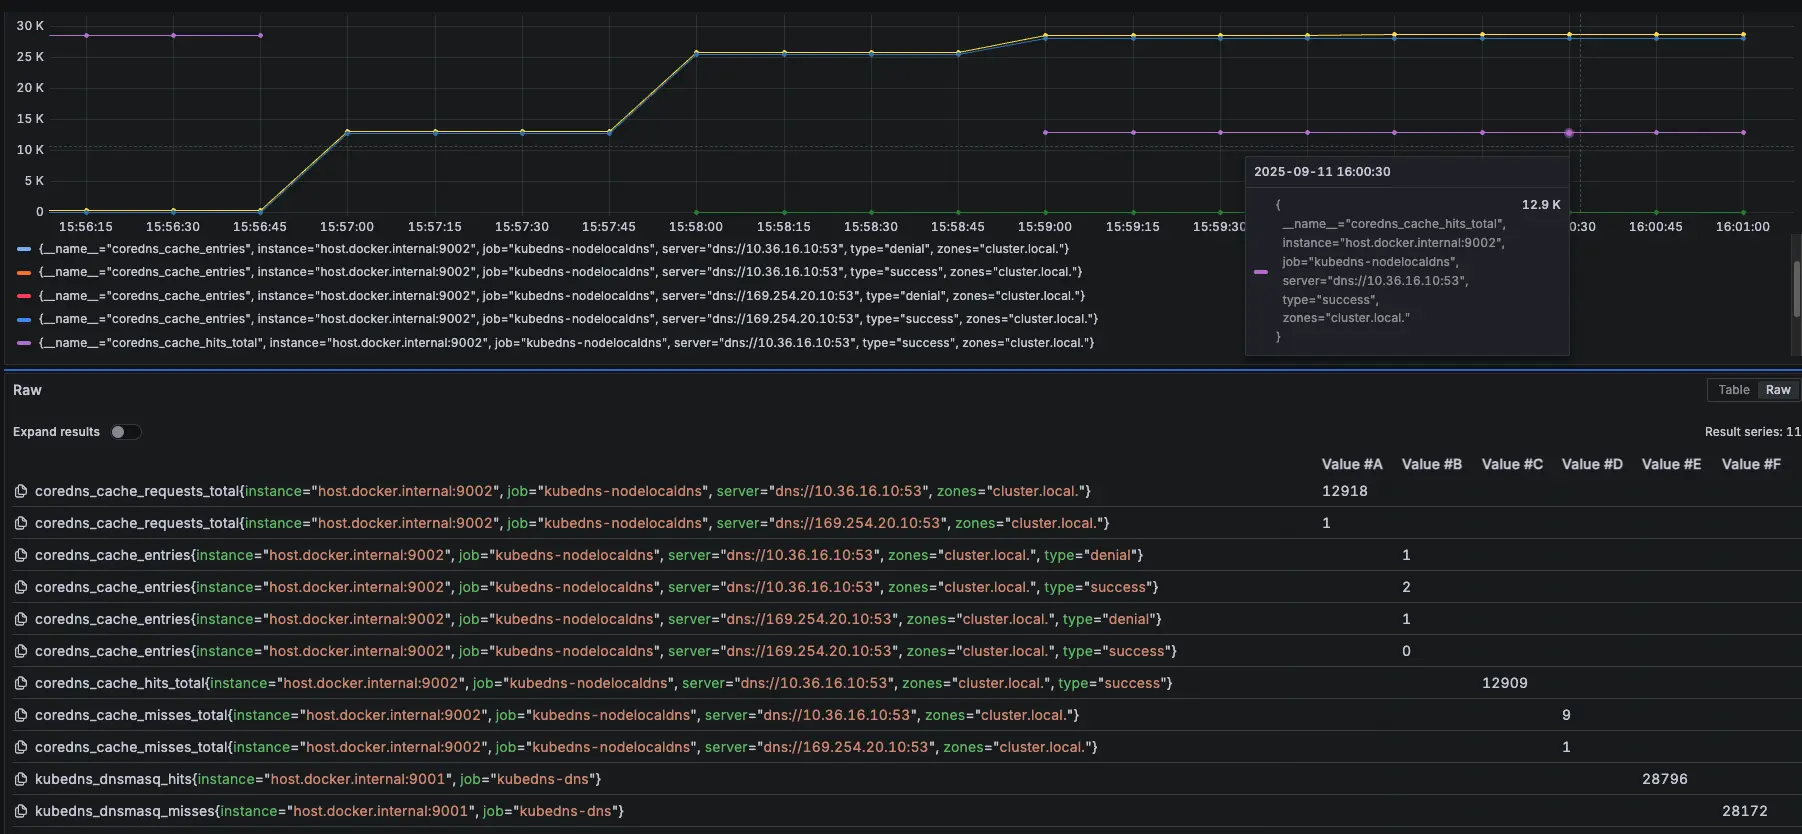 30 K
25 K
20 K
15 K
10 K
5 K
0
15:56:15 15:56:30 15:56:45 15:57:00 15:57:15 15:57:30 15:57:45 15:58:00 15:58:15 15:58:30 15:58:45 15:59:00 15:59:15 15:59:30 0:30 16:00:45 16:01:00
{__name__="coredns_cache_entries", instance="host.docker.internal:9002", job="kubedns-nodelocaldns", server="dns://10.36.16.10:53", type="denial", zones="cluster.local."}
{__name__="coredns_cache_entries", instance="host.docker.internal:9002", job="kubedns-nodelocaldns", server="dns://10.36.16.10:53", type="success", zones="cluster.local."}
{__name__="coredns_cache_entries", instance="host.docker.internal:9002", job="kubedns-nodelocaldns", server="dns://169.254.20.10:53", type="denial", zones="cluster.local."}
{__name__="coredns_cache_entries", instance="host.docker.internal:9002", job="kubedns-nodelocaldns", server="dns://169.254.20.10:53", type="success", zones="cluster.local."}
{__name__="coredns_cache_hits_total", instance="host.docker.internal:9002", job="kubedns-nodelocaldns", server="dns://10.36.16.10:53", type="success", zones="cluster.local."}
2025-09-11 16:00:30
{ 12.9 K
__name__="coredns_cache_hits_total",
instance="host.docker.internal:9002",
job="kubedns-nodelocaldns",
server="dns://10.36.16.10:53",
type="success",
zones="cluster.local."
}
Raw
Table Raw
Expand results
Result series: 11
Value #A Value #B Value #C Value #D Value #E Value #F
coredns_cache_requests_total{instance="host.docker.internal:9002", job="kubedns-nodelocaldns", server="dns://10.36.16.10:53", zones="cluster.local."} 12918
coredns_cache_requests_total{instance="host.docker.internal:9002", job="kubedns-nodelocaldns", server="dns://169.254.20.10:53", zones="cluster.local."} 1
coredns_cache_entries{instance="host.docker.internal:9002", job="kubedns-nodelocaldns", server="dns://10.36.16.10:53", zones="cluster.local.", type="denial"} 1
coredns_cache_entries{instance="host.docker.internal:9002", job="kubedns-nodelocaldns", server="dns://10.36.16.10:53", zones="cluster.local.", type="success"} 2
coredns_cache_entries{instance="host.docker.internal:9002", job="kubedns-nodelocaldns", server="dns://169.254.20.10:53", zones="cluster.local.", type="denial"} 1
coredns_cache_entries{instance="host.docker.internal:9002", job="kubedns-nodelocaldns", server="dns://169.254.20.10:53", zones="cluster.local.", type="success"} 0
coredns_cache_hits_total{instance="host.docker.internal:9002", job="kubedns-nodelocaldns", server="dns://10.36.16.10:53", zones="cluster.local.", type="success"} 12909
coredns_cache_misses_total{instance="host.docker.internal:9002", job="kubedns-nodelocaldns", server="dns://10.36.16.10:53", zones="cluster.local."} 9
coredns_cache_misses_total{instance="host.docker.internal:9002", job="kubedns-nodelocaldns", server="dns://169.254.20.10:53", zones="cluster.local."} 1
kubedns_dnsmasq_hits{instance="host.docker.internal:9001", job="kubedns-dns"} 28796
kubedns_dnsmasq_misses{instance="host.docker.internal:9001", job="kubedns-dns"} 28172